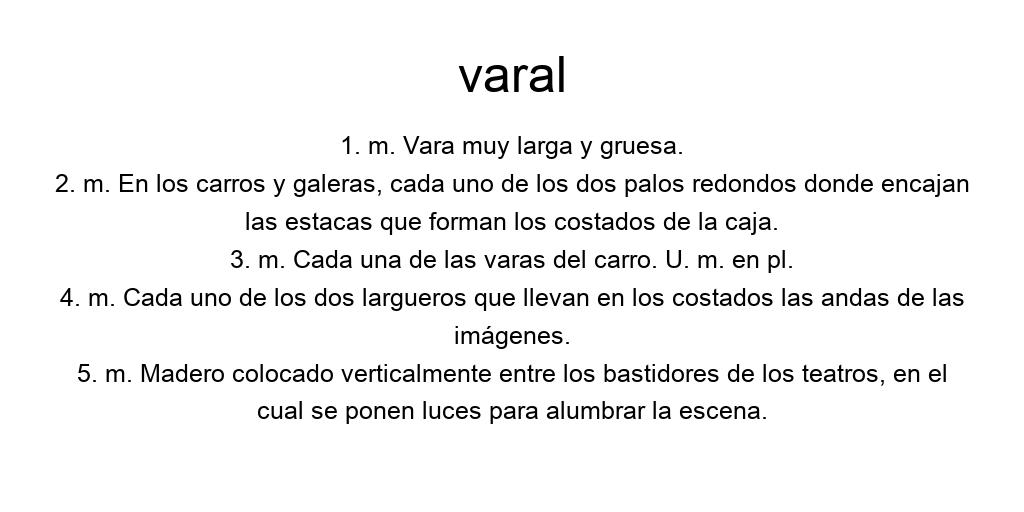 varal
1. m. Vara muy larga y gruesa.
2. m. En los carros y galeras, cada uno de los dos palos redondos donde encajan
las estacas que forman los costados de la caja.
3. m. Cada una de las varas del carro. U. m. en pl.
4. m. Cada uno de los dos largueros que llevan en los costados las andas de las
imágenes.
5. m. Madero colocado verticalmente entre los bastidores de los teatros, en el
cual se ponen luces para alumbrar la escena.